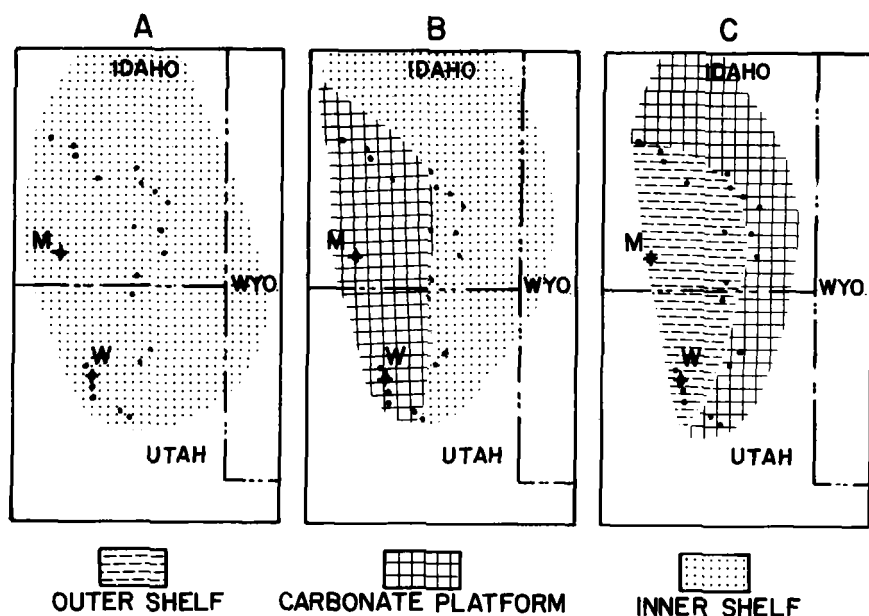 A B C
IDAHO IDAHO IDAHO
M M M
WYO WYO. WYO.
W W W
UTAH UTAH UTAH
OUTER SHELF CARBONATE PLATFORM INNER SHELF